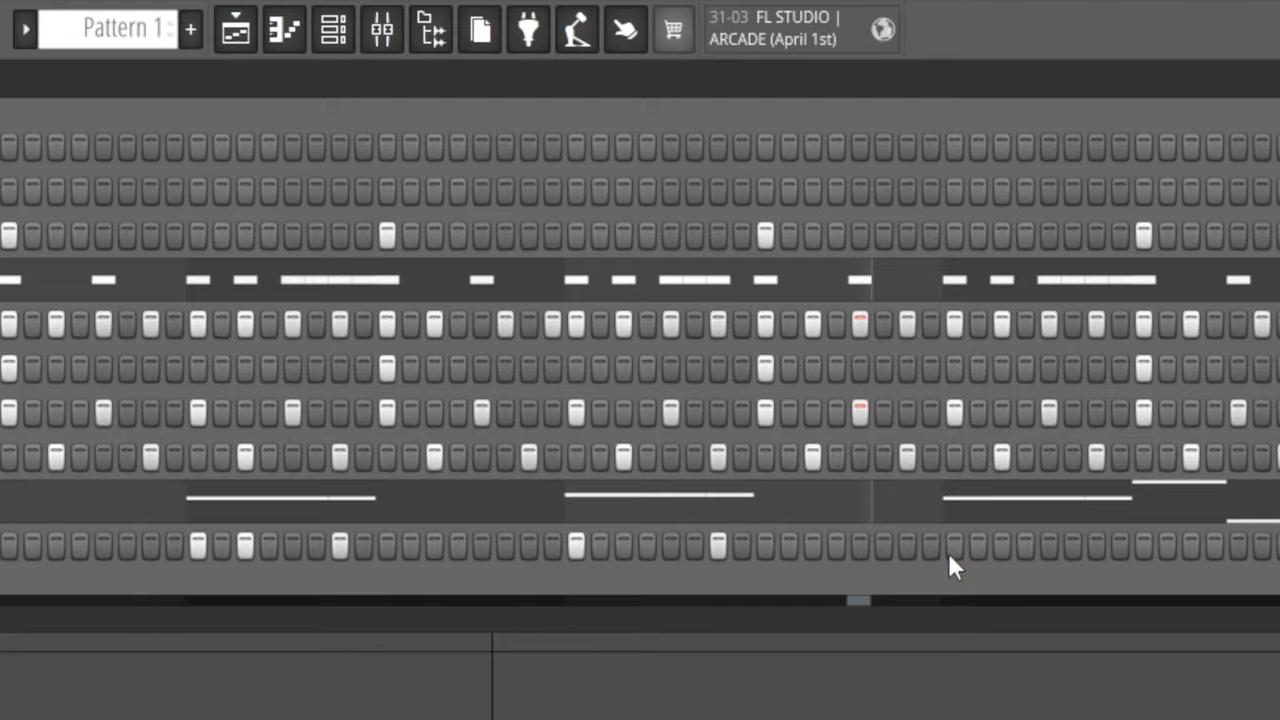 Pattern 1
+
31-03 FL STUDIO |
ARCADE (April 1st)